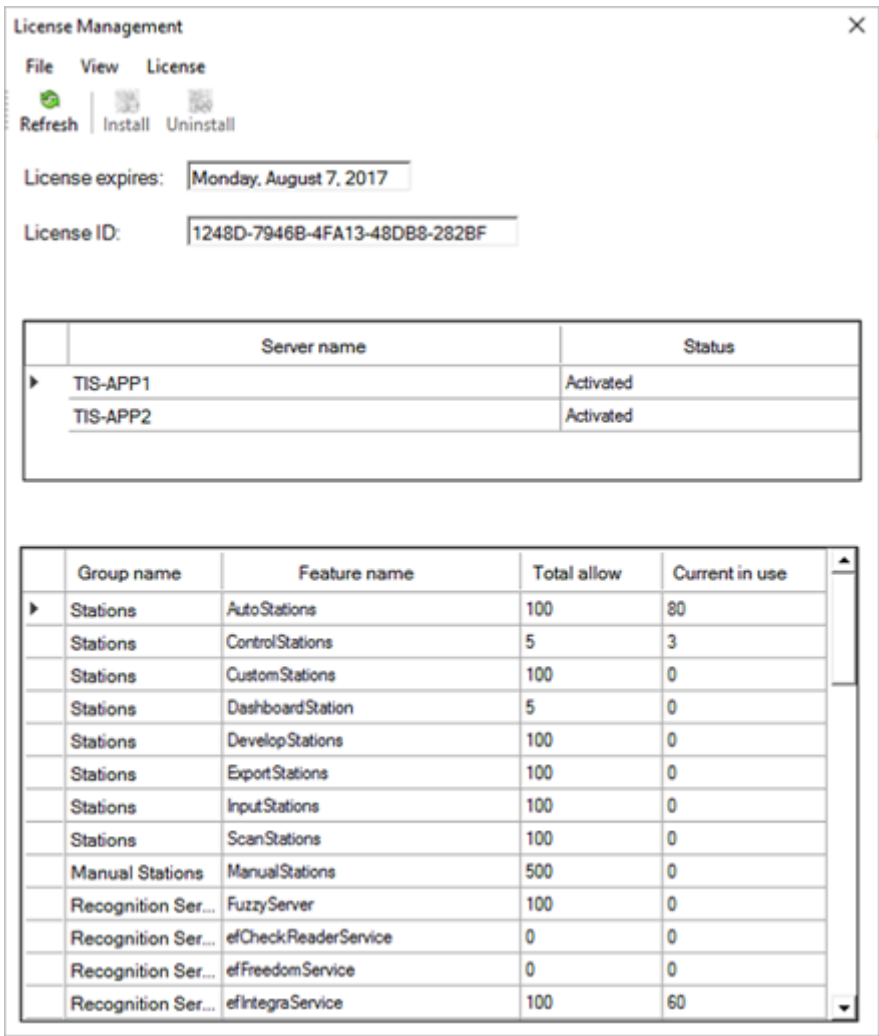 License Management
File View License
Refresh Install Uninstall
License expires: Monday, August 7, 2017
License ID: 1248D-7946B-4FA13-48DB8-282BF
Server name Status
TIS-APP1 Activated
TIS-APP2 Activated
Group name Feature name Total allow Current in use
Stations AutoStations 100 80
Stations ControlStations 5 3
Stations CustomStations 100 0
Stations DashboardStation 5 0
Stations DevelopStations 100 0
Stations ExportStations 100 0
Stations InputStations 100 0
Stations ScanStations 100 0
Manual Stations ManualStations 500 0
Recognition Ser... FuzzyServer 100 0
Recognition Ser... efCheckReaderService 0 0
Recognition Ser... efFreedomService 0 0
Recognition Ser... efIntegraService 100 60